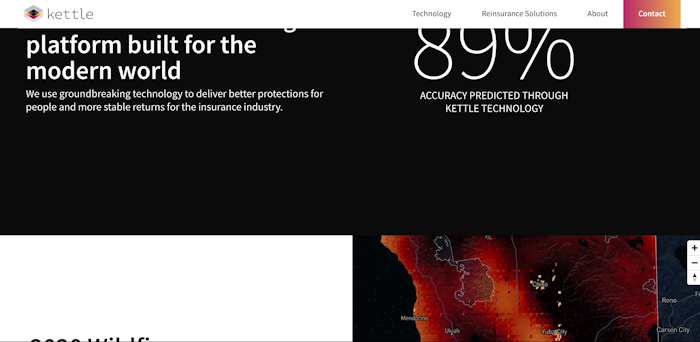 kettle
Technology
Reinsurance Solutions
About
Contact
platform built for the
modern world
We use groundbreaking technology to deliver better protections for
people and more stable returns for the insurance industry.
89%
ACCURACY PREDICTED THROUGH
KETTLE TECHNOLOGY
+
−
Chico
Reno
Mendocino
Ukiah
Yuba City
Carson City